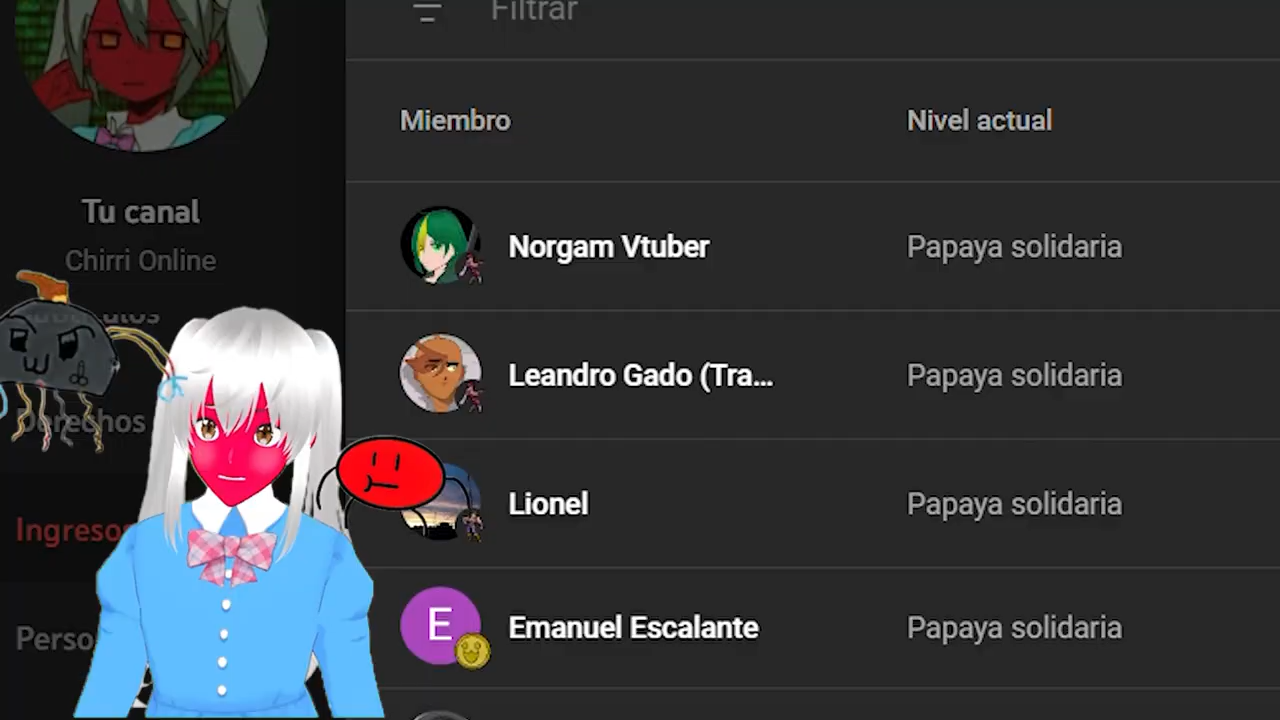 Filtrar
Miembro
Nivel actual
Tu canal
Chirri Online
Norgam Vtuber
Papaya solidaria
Leandro Gado (Tra...
Papaya solidaria
Derechos
Lionel
Papaya solidaria
E
Emanuel Escalante
Papaya solidaria